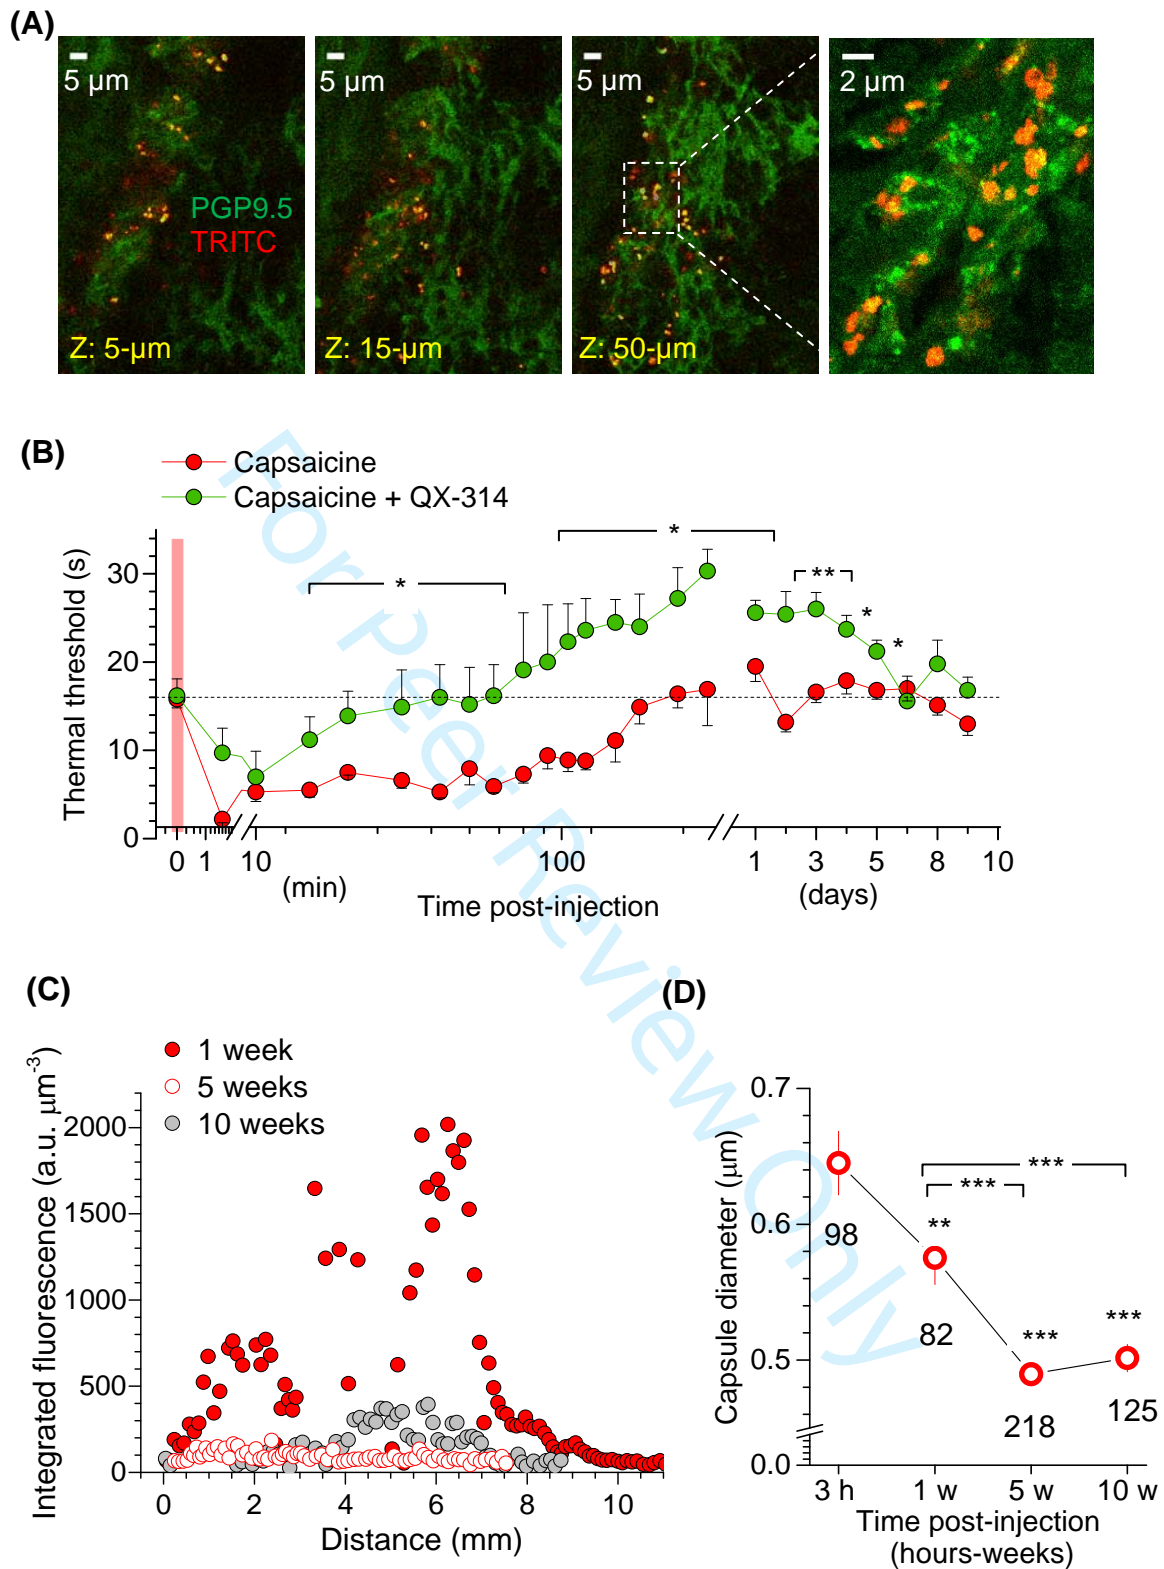 (A)
5 µm
5 µm
5 µm
2 µm
PGP9.5
TRITC
Z: 5-µm
Z: 15-µm
Z: 50-µm
(B)
Capsaicine
Capsaicine + QX-314
Thermal threshold (s)
30
20
10
0
*
*
**
*
*
0 1 10 100 1 3 5 8 10
(min)
(days)
Time post-injection
For Peer Review Only
(C)
1 week
5 weeks
10 weeks
Integrated fluorescence (a.u. µm⁻³)
2000
1500
1000
500
0
0 2 4 6 8 10
Distance (mm)
(D)
Capsule diameter (µm)
0.7
0.6
0.5
0.0
***
***
**
***
***
98
82
218
125
3 h 1 w 5 w 10 w
Time post-injection
(hours-weeks)